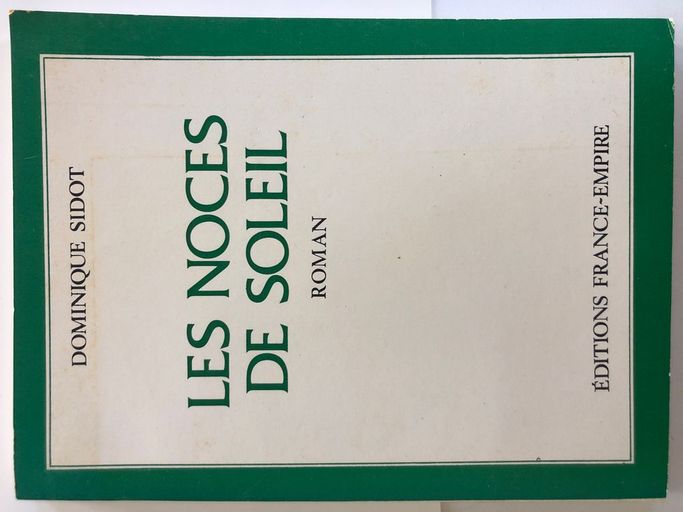 DOMINIQUE SIDOT
LES NOCES
DE SOLEIL
ROMAN
ÉDITIONS FRANCE-EMPIRE